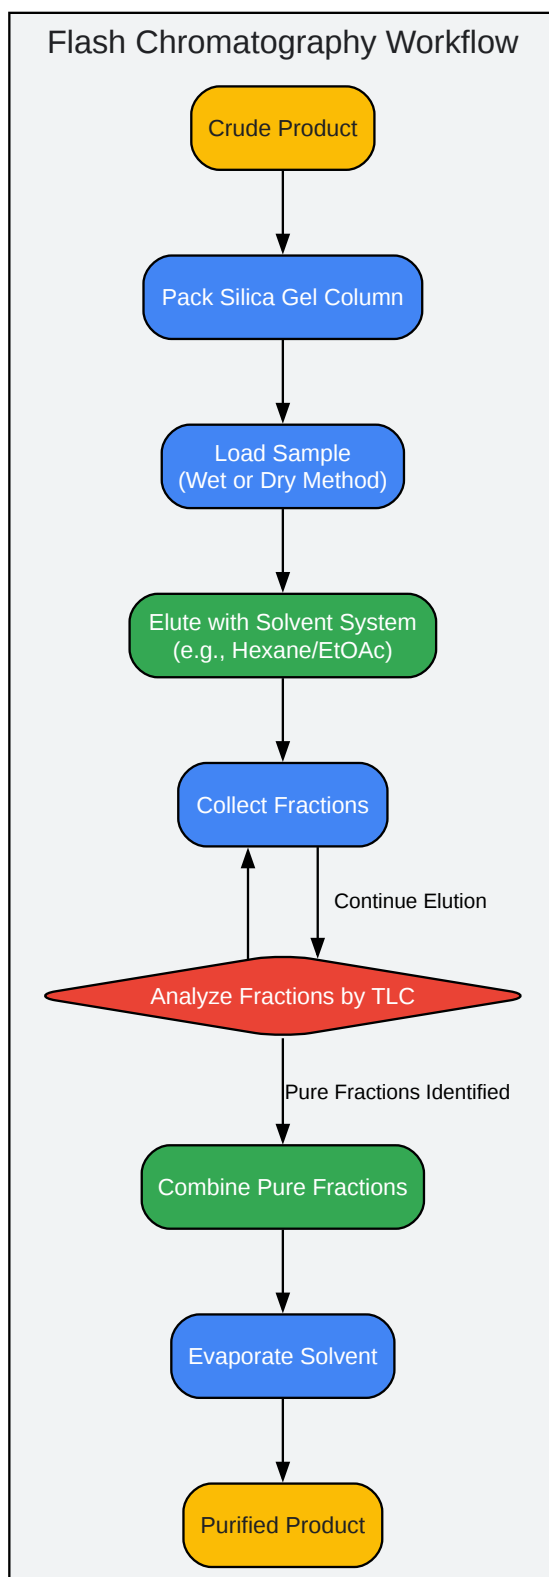 Flash Chromatography Workflow
Crude Product
Pack Silica Gel Column
Load Sample
(Wet or Dry Method)
Elute with Solvent System
(e.g., Hexane/EtOAc)
Collect Fractions
Continue Elution
Analyze Fractions by TLC
Pure Fractions Identified
Combine Pure Fractions
Evaporate Solvent
Purified Product